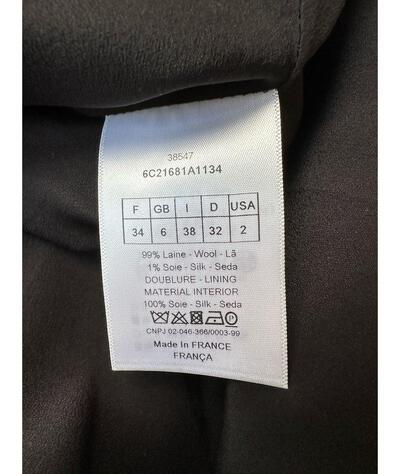 38547
6C21681A1134
F GB I D USA
34 6 38 32 2
99% Laine - Wool - Lã
1% Soie - Silk - Seda
DOUBLURE - LINING
MATERIAL INTERIOR
100% Soie - Silk - Seda
P
CNPJ 02-046-366/0003-99
Made In FRANCE
FRANÇA